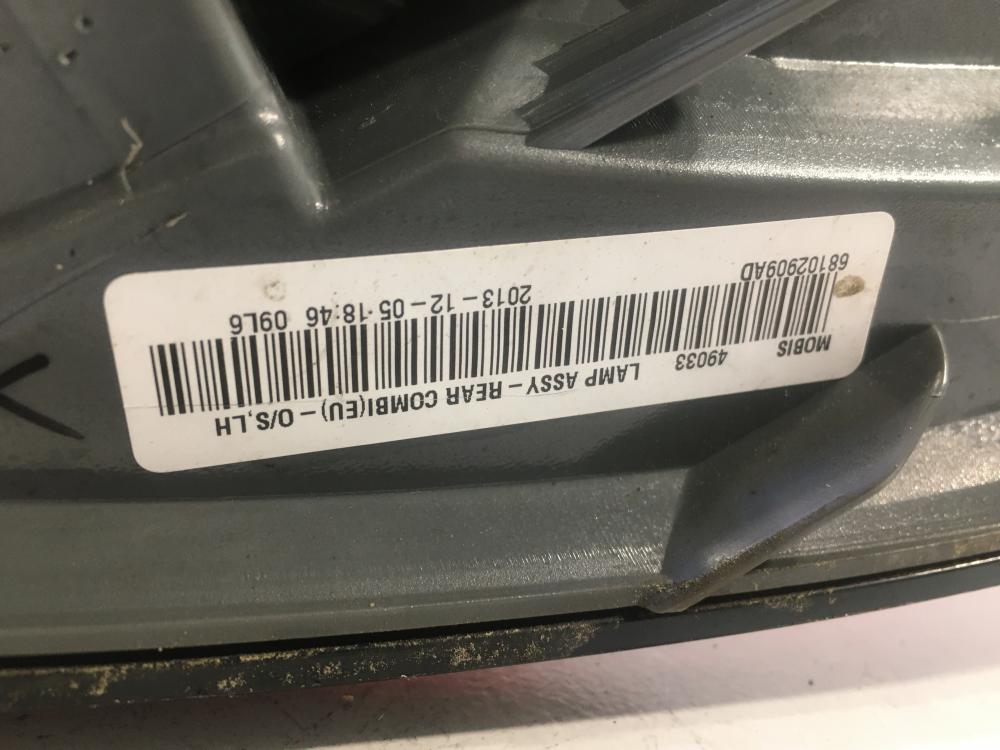 MOBIS 49033 LAMP ASSY - REAR COMBI(EU) - O/S,LH
68102909AD 2013-12-05-18:46 09L6